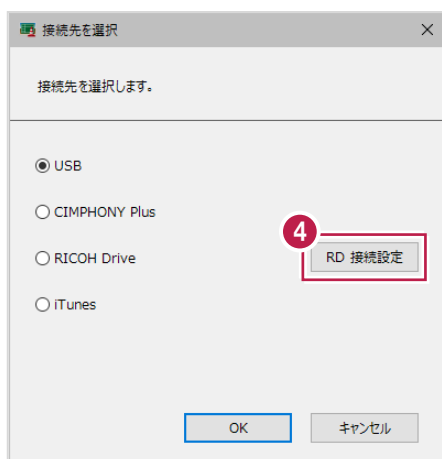 接続先を選択
接続先を選択します。
USB
CIMPHONY Plus
4
RICOH Drive
RD 接続設定
iTunes
OK
キャンセル